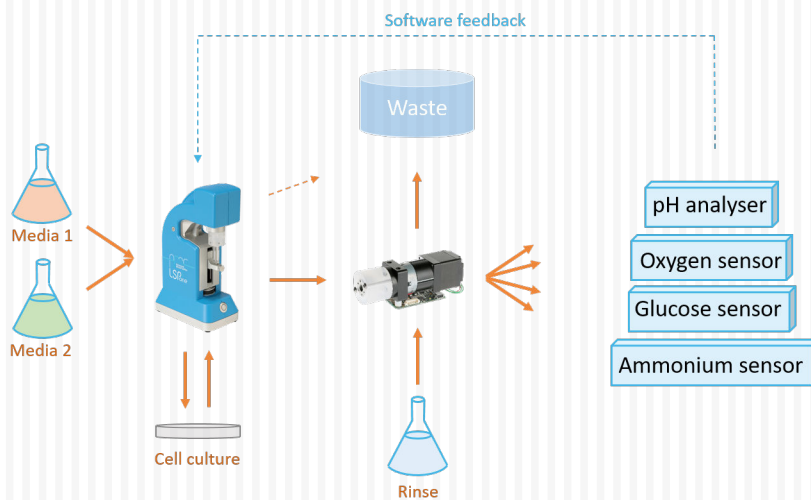 Software feedback
Waste
Media 1
Media 2
Cell culture
Rinse
pH analyser
Oxygen sensor
Glucose sensor
Ammonium sensor